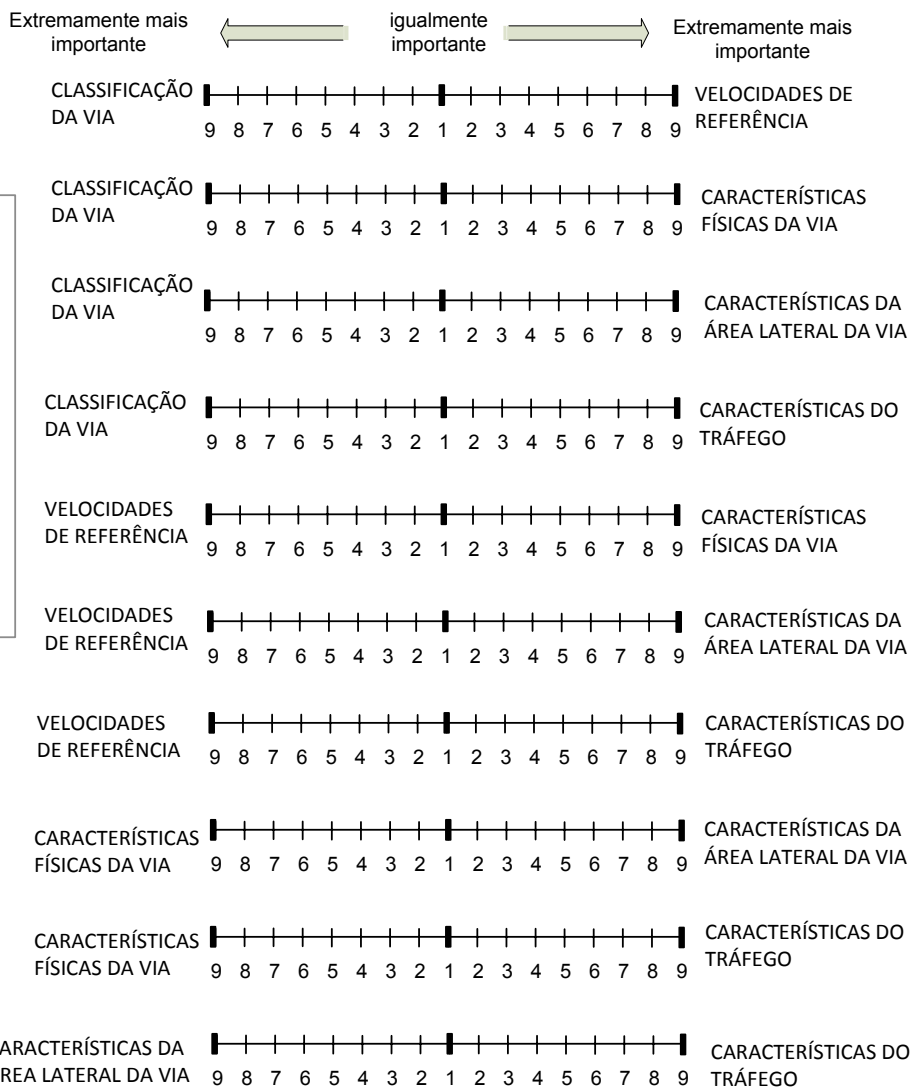 Extremamente mais
importante
igualmente
importante
Extremamente mais
importante
CLASSIFICAÇÃO
DA VIA
9 8 7 6 5 4 3 2 1 2 3 4 5 6 7 8 9
VELOCIDADES DE
REFERÊNCIA
CLASSIFICAÇÃO
DA VIA
9 8 7 6 5 4 3 2 1 2 3 4 5 6 7 8 9
CARACTERÍSTICAS
FÍSICAS DA VIA
CLASSIFICAÇÃO
DA VIA
9 8 7 6 5 4 3 2 1 2 3 4 5 6 7 8 9
CARACTERÍSTICAS DA
ÁREA LATERAL DA VIA
CLASSIFICAÇÃO
DA VIA
9 8 7 6 5 4 3 2 1 2 3 4 5 6 7 8 9
CARACTERÍSTICAS DO
TRÁFEGO
VELOCIDADES
DE REFERÊNCIA
9 8 7 6 5 4 3 2 1 2 3 4 5 6 7 8 9
CARACTERÍSTICAS
FÍSICAS DA VIA
VELOCIDADES
DE REFERÊNCIA
9 8 7 6 5 4 3 2 1 2 3 4 5 6 7 8 9
CARACTERÍSTICAS DA
ÁREA LATERAL DA VIA
VELOCIDADES
DE REFERÊNCIA
9 8 7 6 5 4 3 2 1 2 3 4 5 6 7 8 9
CARACTERÍSTICAS DO
TRÁFEGO
CARACTERÍSTICAS
FÍSICAS DA VIA
9 8 7 6 5 4 3 2 1 2 3 4 5 6 7 8 9
CARACTERÍSTICAS DA
ÁREA LATERAL DA VIA
CARACTERÍSTICAS
FÍSICAS DA VIA
9 8 7 6 5 4 3 2 1 2 3 4 5 6 7 8 9
CARACTERÍSTICAS DO
TRÁFEGO
ARACTERÍSTICAS DA
REA LATERAL DA VIA
9 8 7 6 5 4 3 2 1 2 3 4 5 6 7 8 9
CARACTERÍSTICAS DO
TRÁFEGO